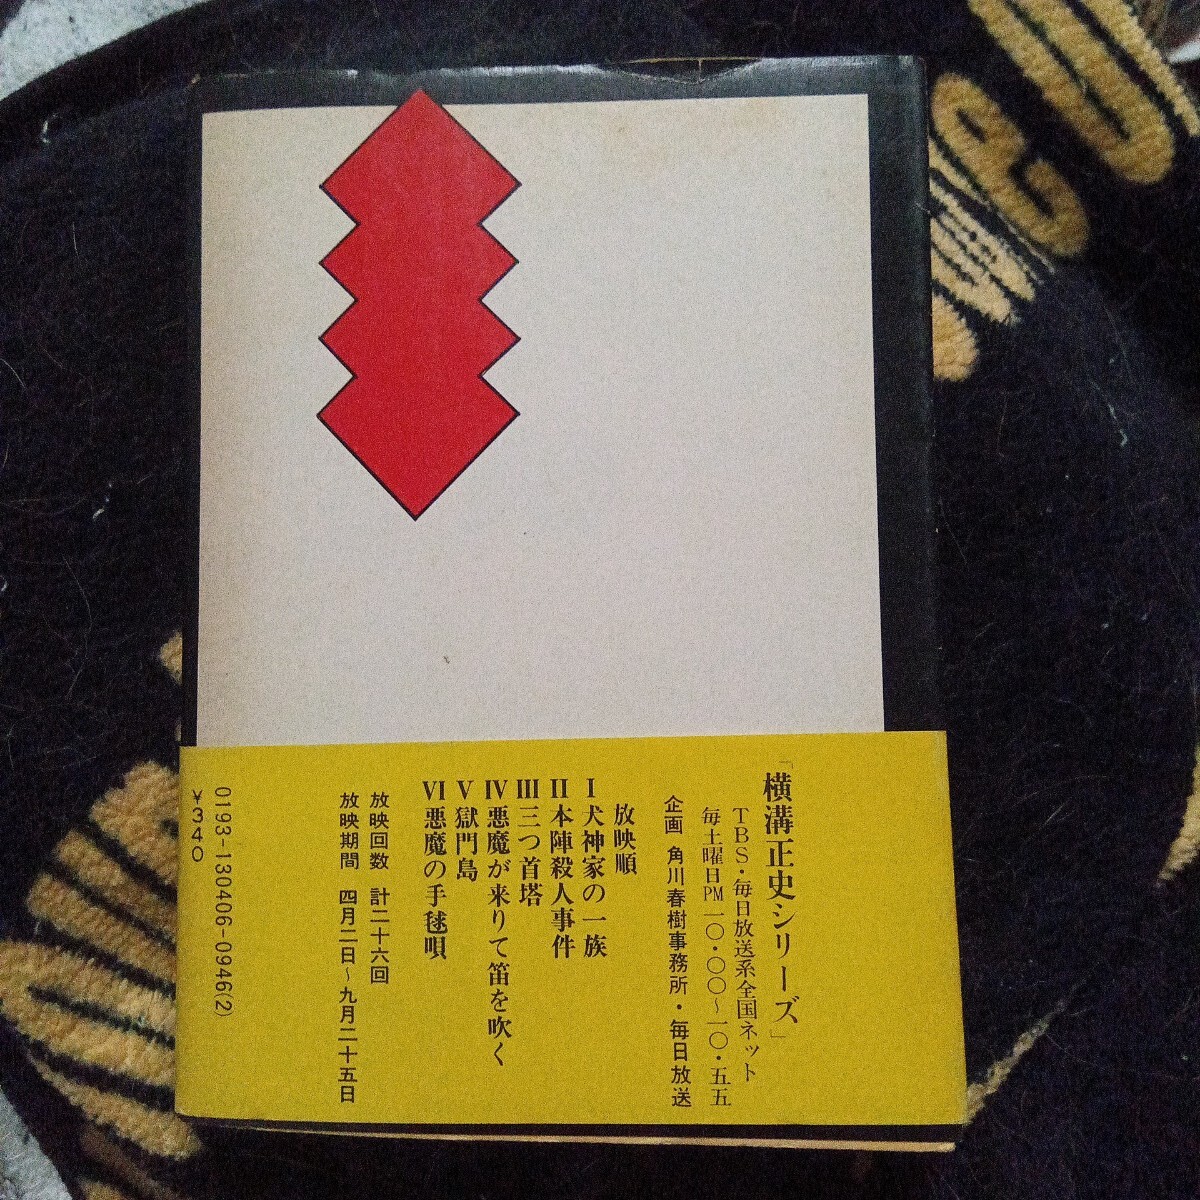 「横溝正史シリーズ」
TBS・毎日放送系全国ネット
毎土曜日PM一〇・〇〇〜一〇・五五
企画 角川春樹事務所・毎日放送
放映順
I 犬神家の一族
II 本陣殺人事件
III 三つ首塔
IV 悪魔が来りて笛を吹く
V 獄門島
VI 悪魔の手毬唄
放映回数 計二十六回
放映期間 四月二日〜九月二十五日
0193-130406-0946(2)
¥340